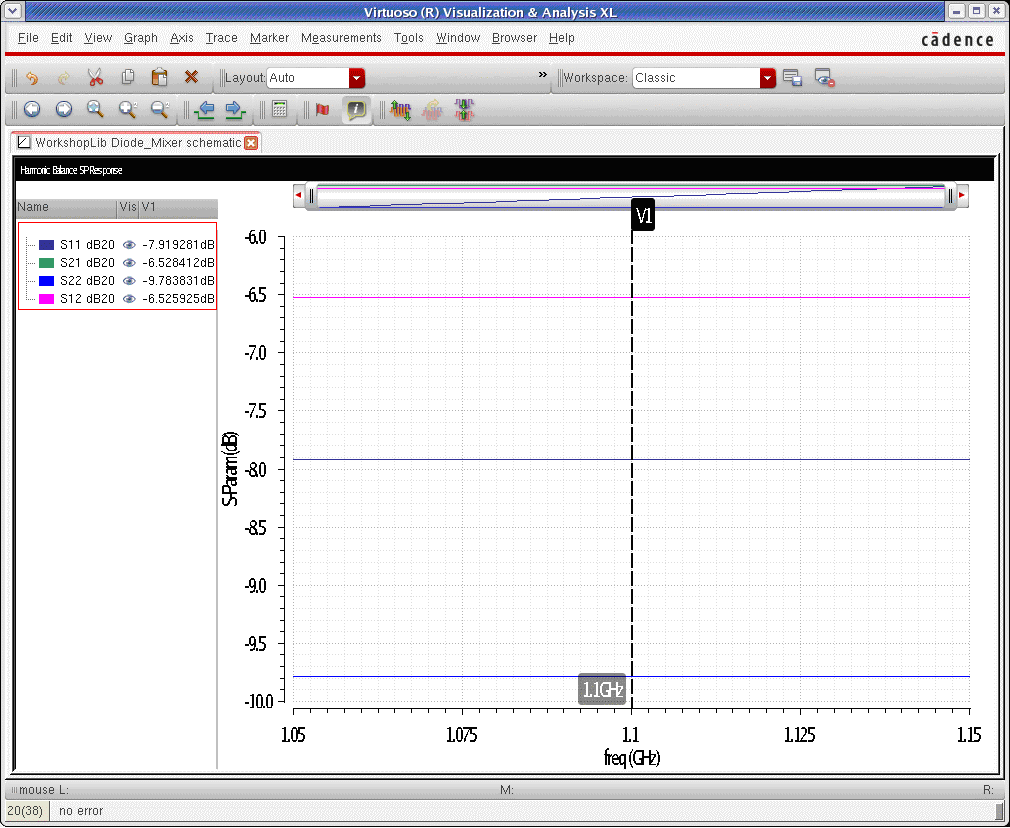 Virtuoso (R) Visualization & Analysis XL
File Edit View Graph Axis Trace Marker Measurements Tools Window Browser Help
cādence
Layout: Auto » Workspace: Classic
WorkshopLib Diode_Mixer schematic
Harmonic Balance SP Response
Name Vis V1
S11 dB20 -7.919281dB
S21 dB20 -6.528412dB
S22 dB20 -9.783831dB
S12 dB20 -6.525925dB
V1
-6.0
-6.5
-7.0
-7.5
-8.0
-8.5
-9.0
-9.5
-10.0
S-Param (dB)
1.1GHz
1.05 1.075 1.1 1.125 1.15
freq (GHz)
mouse L: M: R:
20(38) no error